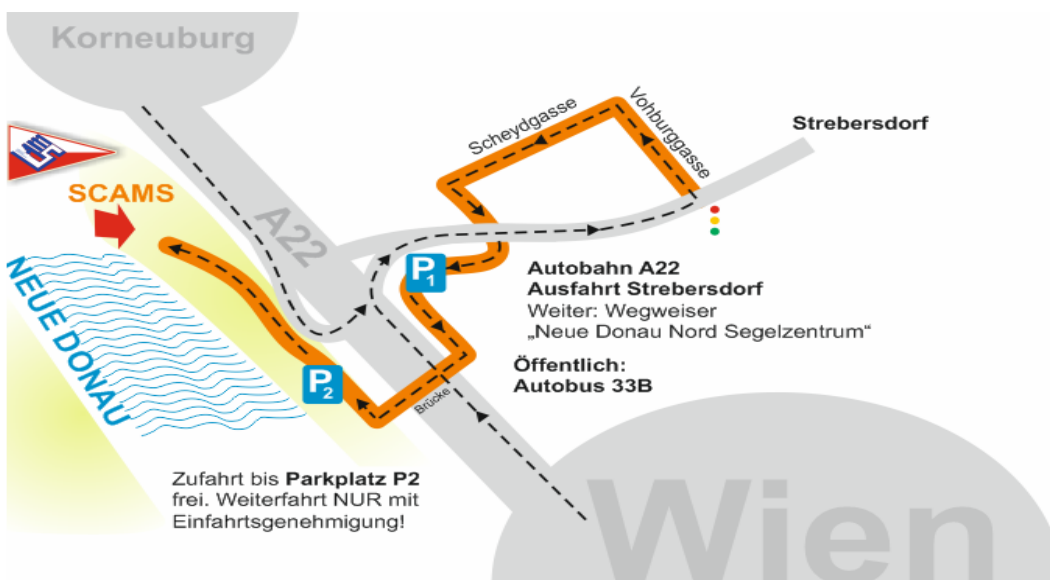 Korneuburg
Scheydgasse
Vohburggasse
Strebersdorf
SCAMS
A22
NEUE DONAU
P1
Autobahn A22
Ausfahrt Strebersdorf
Weiter: Wegweiser
„Neue Donau Nord Segelzentrum“
Öffentlich:
Autobus 33B
P2
Brücke
Zufahrt bis Parkplatz P2
frei. Weiterfahrt NUR mit
Einfahrtsgenehmigung!
Wien